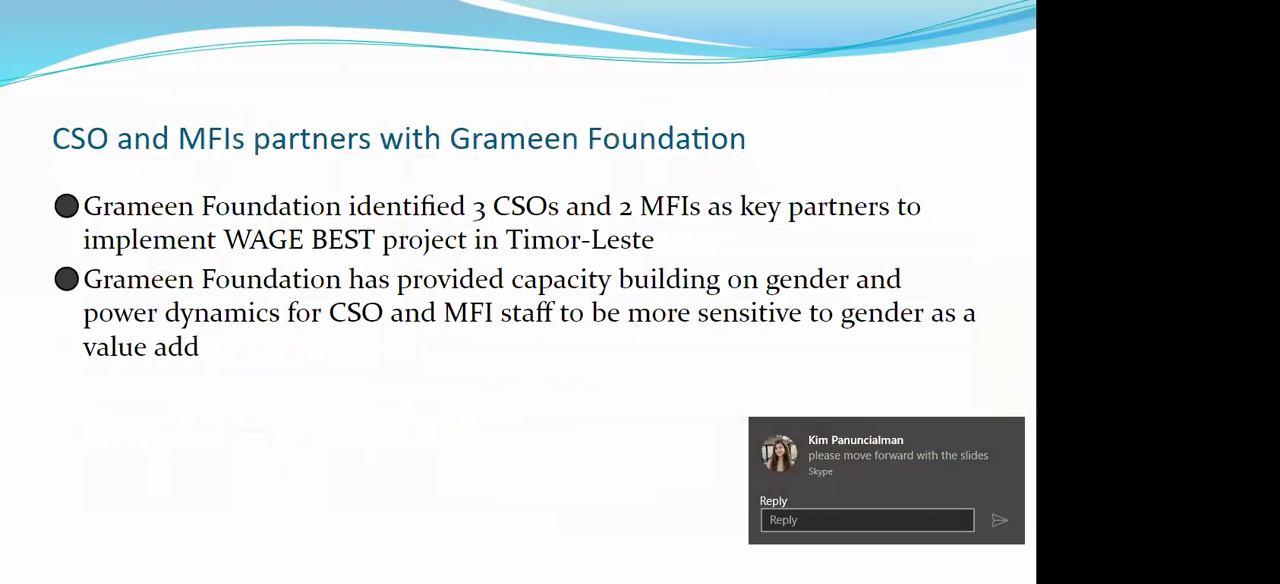 CSO and MFIs partners with Grameen Foundation
Grameen Foundation identified 3 CSOs and 2 MFIs as key partners to
implement WAGE BEST project in Timor-Leste
Grameen Foundation has provided capacity building on gender and
power dynamics for CSO and MFI staff to be more sensitive to gender as a
value add
Kim Panuncialman
please move forward with the slides
Skype
Reply
Reply